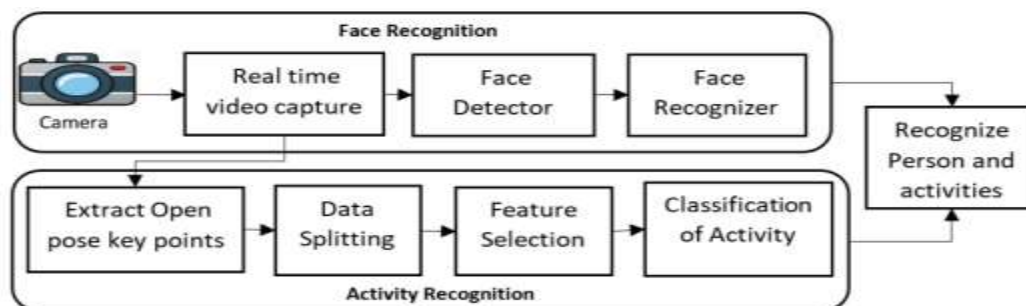 Face Recognition
Camera
Real time
video capture
Face
Detector
Face
Recognizer
Recognize
Person and
activities
Extract Open
pose key points
Data
Splitting
Feature
Selection
Classification
of Activity
Activity Recognition